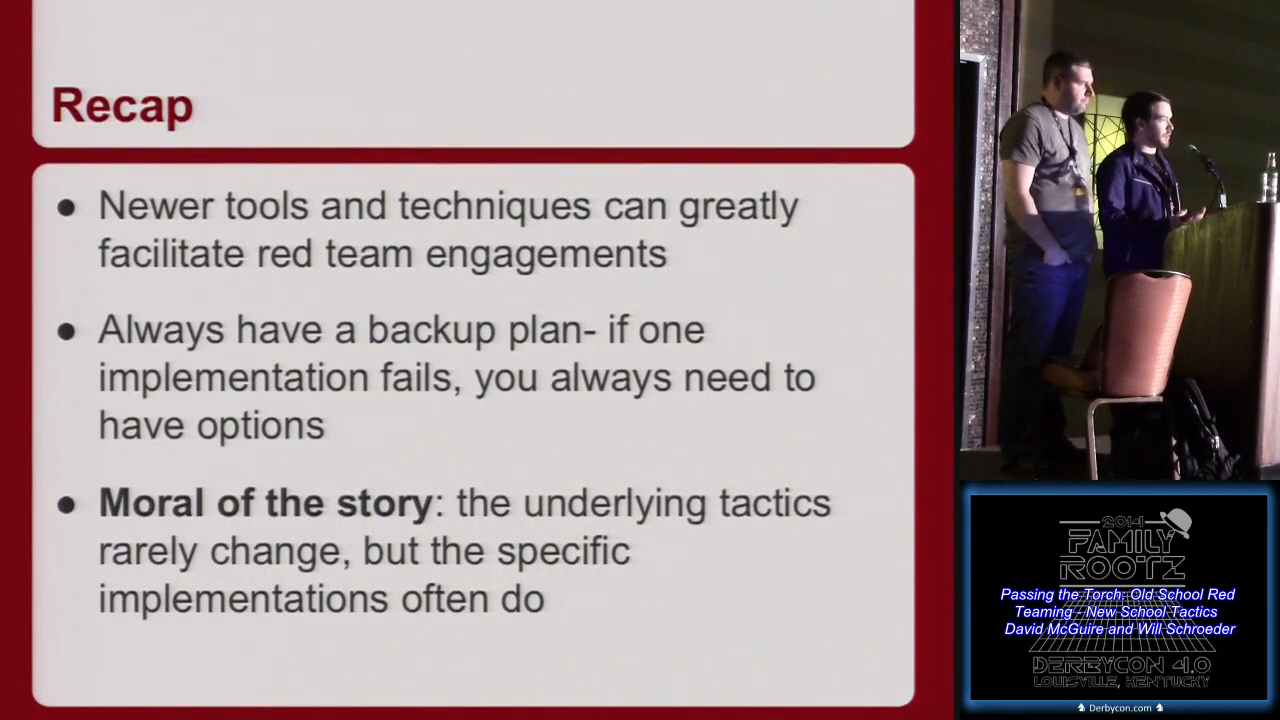 Recap
● Newer tools and techniques can greatly
facilitate red team engagements
● Always have a backup plan- if one
implementation fails, you always need to
have options
● Moral of the story: the underlying tactics
rarely change, but the specific
implementations often do
2014
FAMILY
ROOTZ
Passing the Torch: Old School Red
Teaming - New School Tactics
David McGuire and Will Schroeder
DERBYCON 4.0
LOUISVILLE, KENTUCKY
Derbycon.com